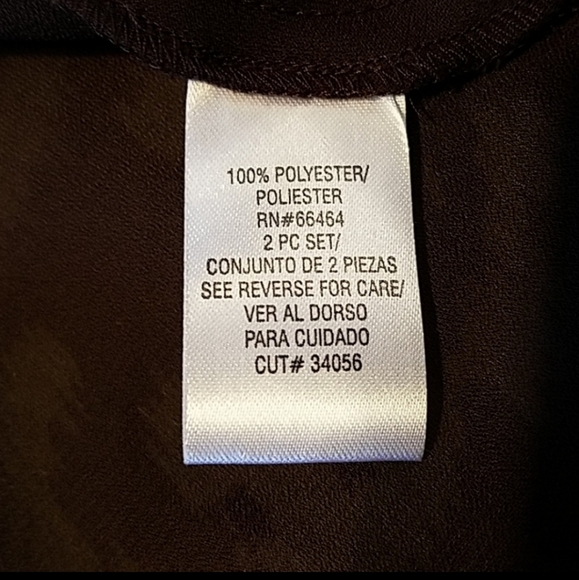 100% POLYESTER/
POLIESTER
RN#66464
2 PC SET/
CONJUNTO DE 2 PIEZAS
SEE REVERSE FOR CARE/
VER AL DORSO
PARA CUIDADO
CUT# 34056